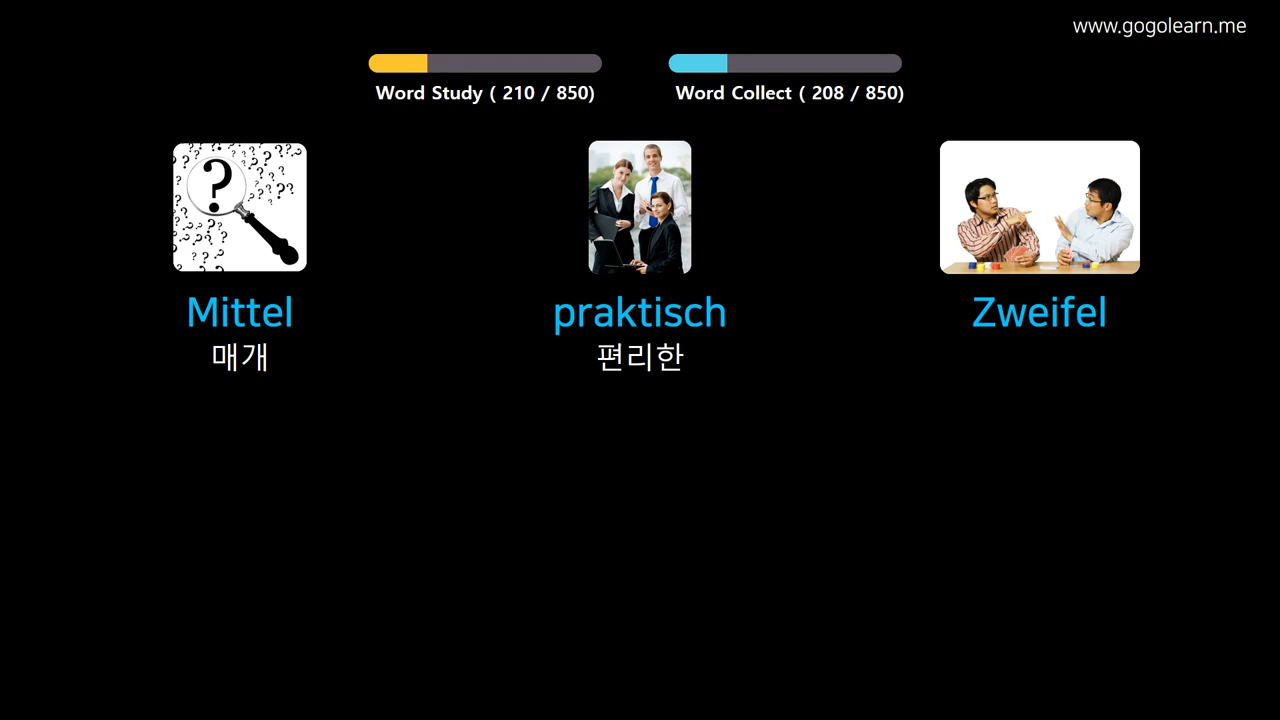 www.gogolearn.me
Word Study ( 210 / 850)
Word Collect ( 208 / 850)
Mittel
매개
praktisch
편리한
Zweifel